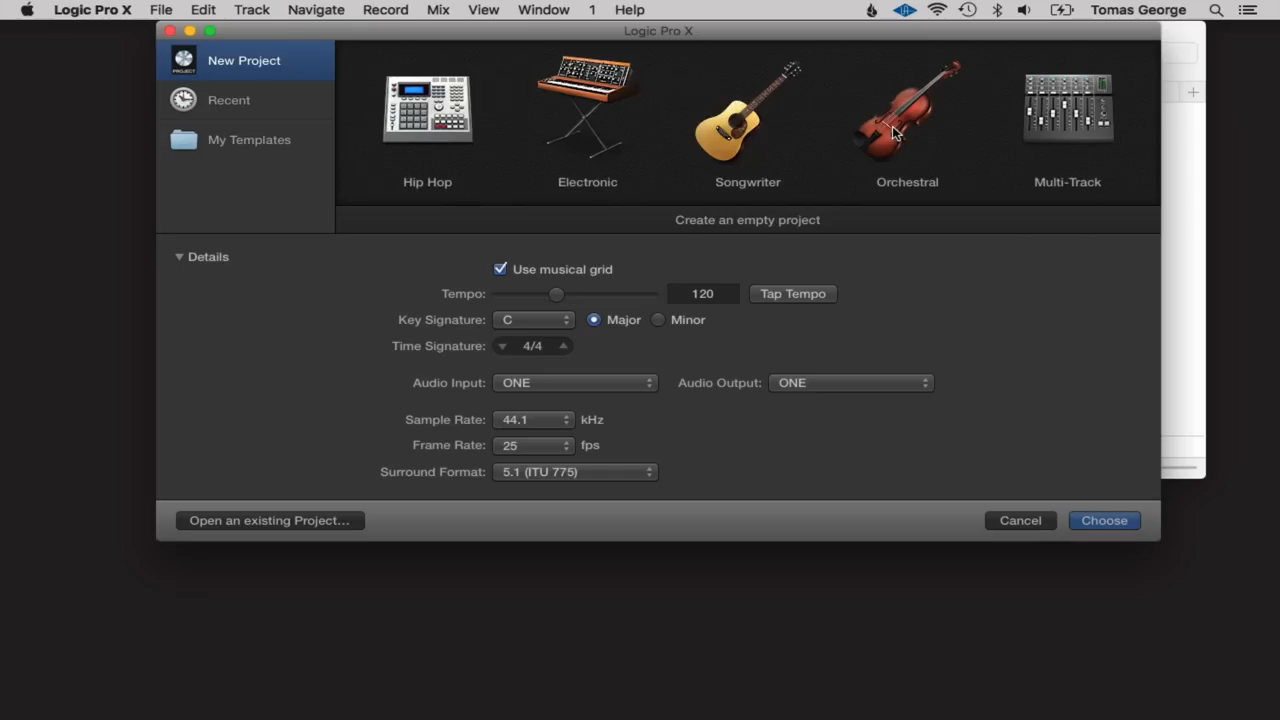 Logic Pro X File Edit Track Navigate Record Mix View Window 1 Help Tomas George
Logic Pro X
PROJECT New Project
Recent
My Templates
Hip Hop Electronic Songwriter Orchestral Multi-Track
Create an empty project
Details
Use musical grid
Tempo: 120 Tap Tempo
Key Signature: C Major Minor
Time Signature: 4/4
Audio Input: ONE Audio Output: ONE
Sample Rate: 44.1 kHz
Frame Rate: 25 fps
Surround Format: 5.1 (ITU 775)
Open an existing Project... Cancel Choose